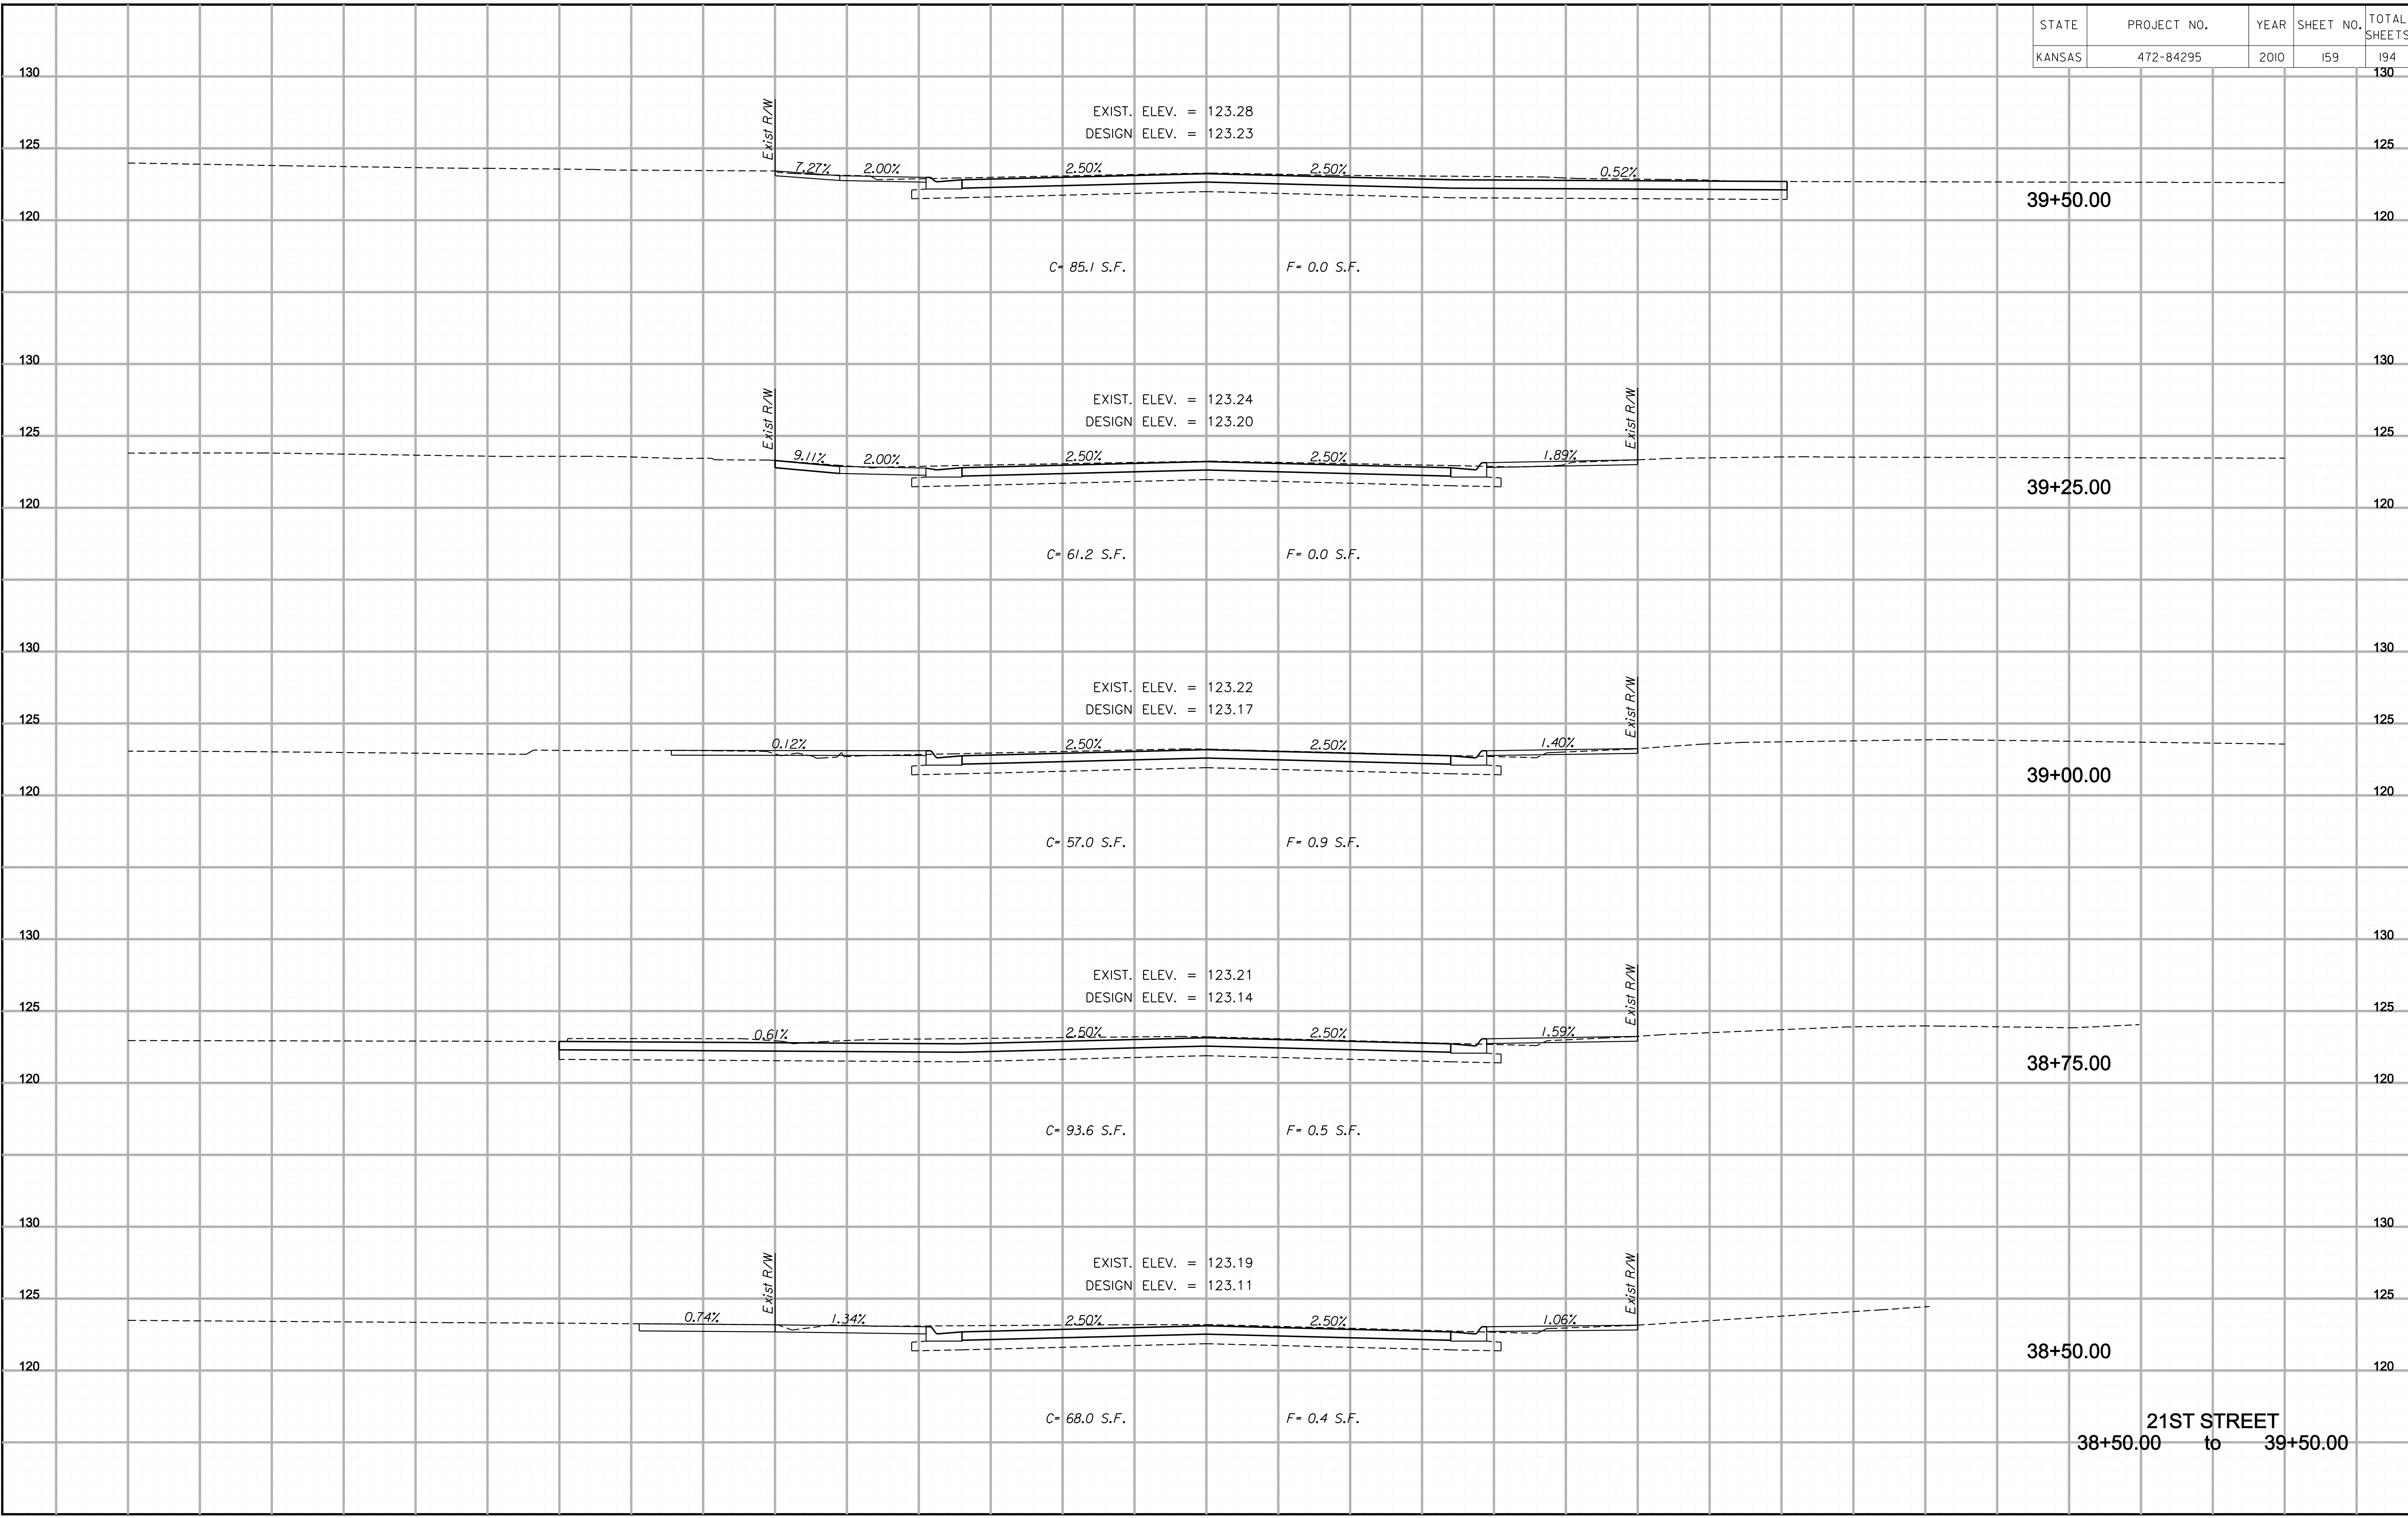 STATE PROJECT NO. YEAR SHEET NO. TOTAL SHEETS
KANSAS 472-84295 2010 159 194
130 130
Exist R/W
EXIST. ELEV. = 123.28
DESIGN ELEV. = 123.23
125 125
7.27% 2.00% 2.50% 2.50% 0.52%
39+50.00
120 120
C= 85.1 S.F. F= 0.0 S.F.
130 130
Exist R/W Exist R/W
EXIST. ELEV. = 123.24
DESIGN ELEV. = 123.20
125 125
9.11% 2.00% 2.50% 2.50% 1.89%
39+25.00
120 120
C= 61.2 S.F. F= 0.0 S.F.
130 130
Exist R/W
EXIST. ELEV. = 123.22
DESIGN ELEV. = 123.17
125 125
0.12% 2.50% 2.50% 1.40%
39+00.00
120 120
C= 57.0 S.F. F= 0.9 S.F.
130 130
Exist R/W
EXIST. ELEV. = 123.21
DESIGN ELEV. = 123.14
125 125
0.61% 2.50% 2.50% 1.59%
38+75.00
120 120
C= 93.6 S.F. F= 0.5 S.F.
130 130
Exist R/W Exist R/W
EXIST. ELEV. = 123.19
DESIGN ELEV. = 123.11
125 125
0.74% 1.34% 2.50% 2.50% 1.06%
38+50.00
120 120
C= 68.0 S.F. F= 0.4 S.F.
21ST STREET
38+50.00 to 39+50.00